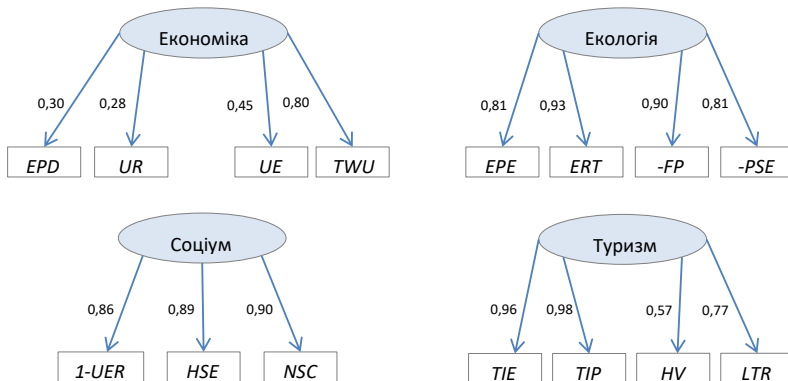 Економіка
0,30
0,28
0,45
0,80
EPD
UR
UE
TWU
Екологія
0,81
0,93
0,90
0,81
EPE
ERT
-FP
-PSE
Соціум
0,86
0,89
0,90
1-UER
HSE
NSC
Туризм
0,96
0,98
0,57
0,77
TIE
TIP
HV
LTR